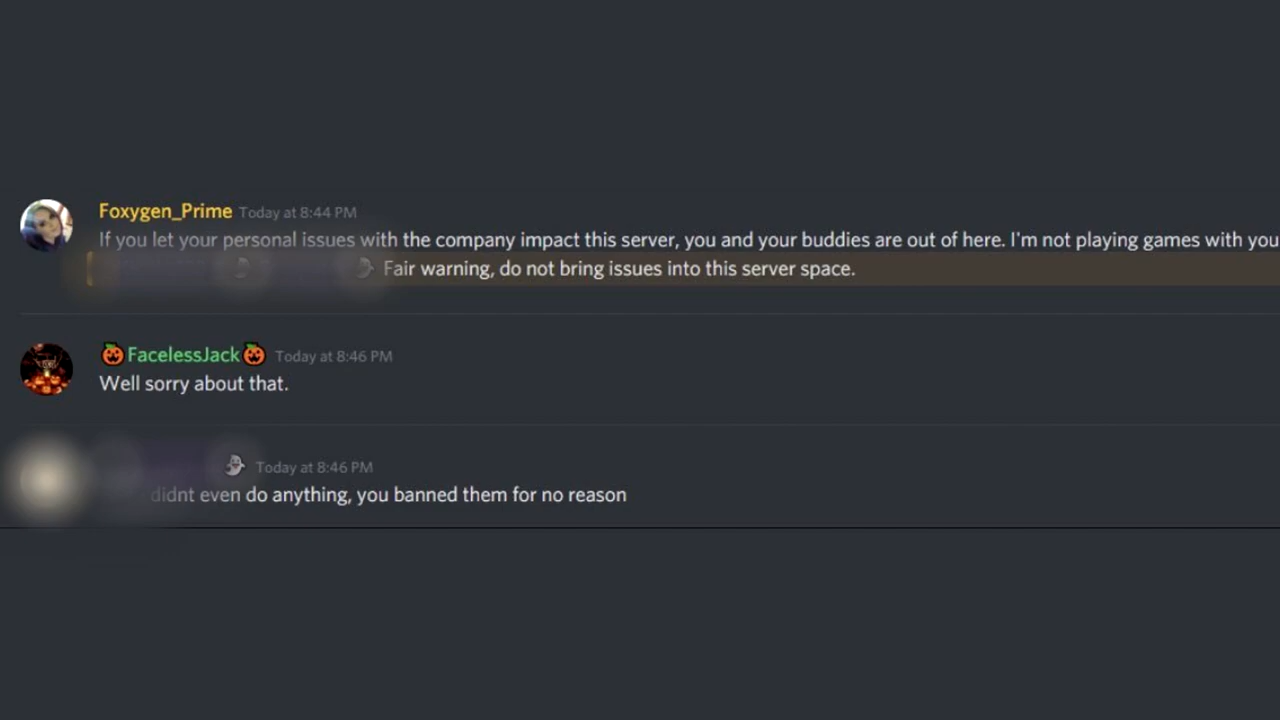 Foxygen_Prime Today at 8:44 PM
If you let your personal issues with the company impact this server, you and your buddies are out of here. I'm not playing games with you
Fair warning, do not bring issues into this server space.
🎃FacelessJack🎃 Today at 8:46 PM
Well sorry about that.
👻 Today at 8:46 PM
didnt even do anything, you banned them for no reason